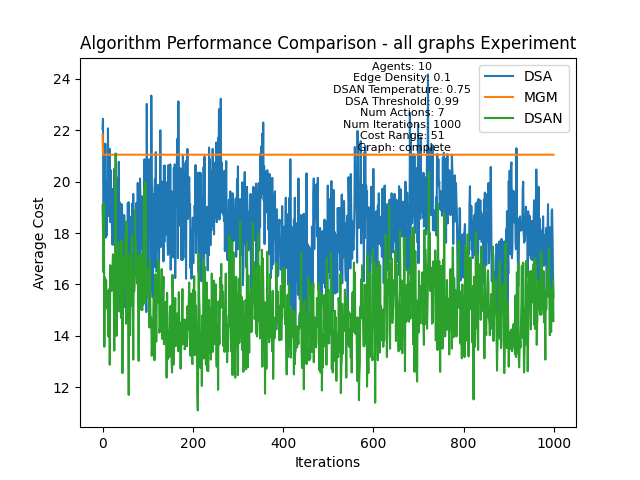 Algorithm Performance Comparison - all graphs Experiment
Agents: 10
Edge Density: 0.1
DSAN Temperature: 0.75
DSA Threshold: 0.99
Num Actions: 7
Num Iterations: 1000
Cost Range: 51
Graph: complete
DSA
MGM
DSAN
Average Cost
24
22
20
18
16
14
12
0
200
400
600
800
1000
Iterations